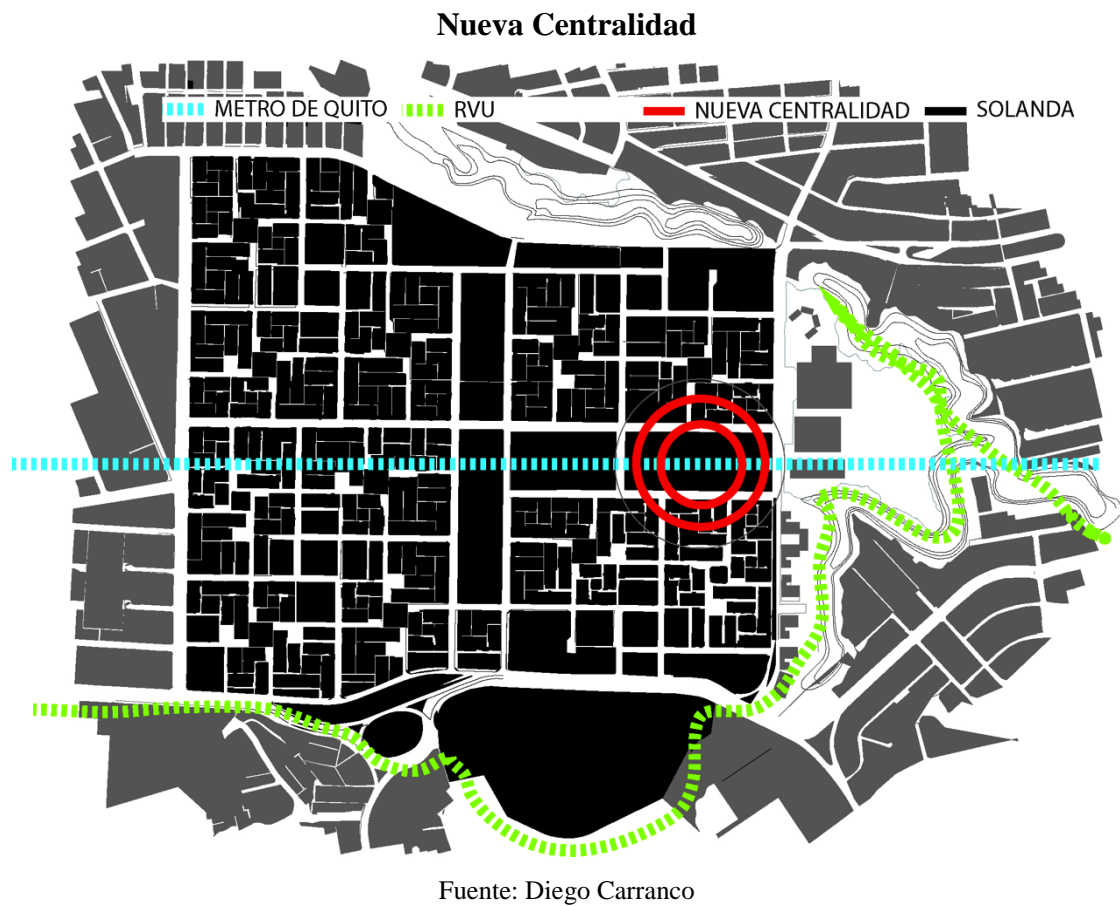 Nueva Centralidad
METRO DE QUITO RVU NUEVA CENTRALIDAD SOLANDA
Fuente: Diego Carranco